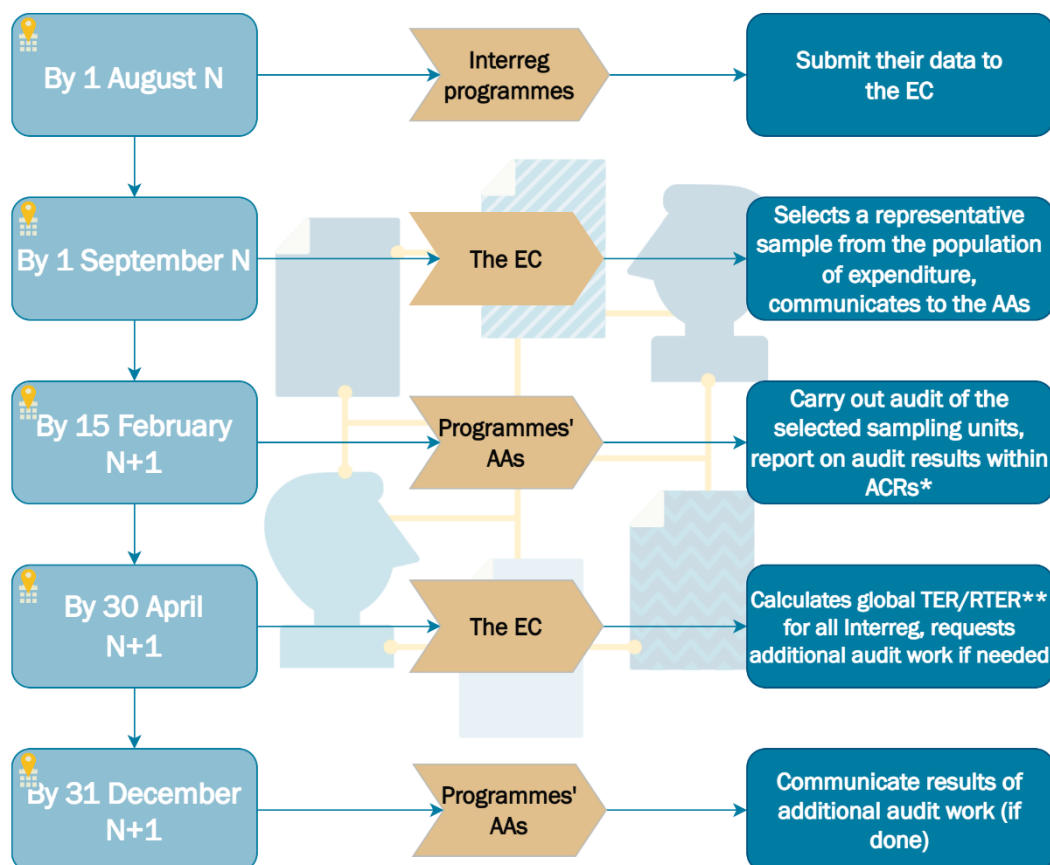 By 1 August N
Interreg
programmes
Submit their data to
the EC
By 1 September N
The EC
Selects a representative
sample from the population
of expenditure,
communicates to the AAs
By 15 February
N+1
Programmes'
AAs
Carry out audit of the
selected sampling units,
report on audit results within
ACRs*
By 30 April
N+1
The EC
Calculates global TER/RTER**
for all Interreg, requests
additional audit work if needed
By 31 December
N+1
Programmes'
AAs
Communicate results of
additional audit work (if
done)